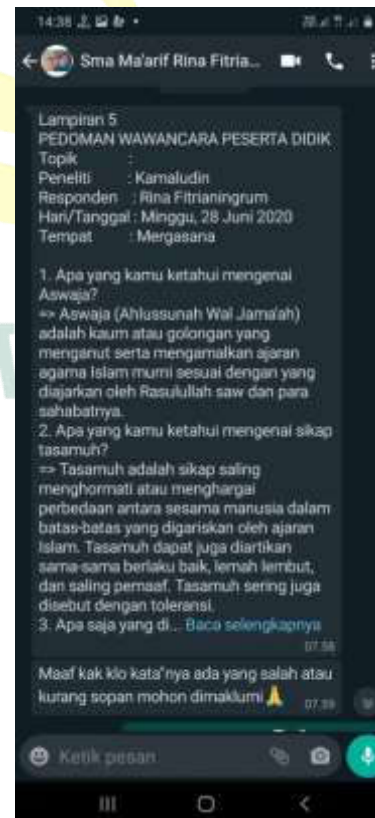 14:38
Sma Ma'arif Rina Fitria...
Lampiran 5
PEDOMAN WAWANCARA PESERTA DIDIK
Topik :
Peneliti : Kamaludin
Responden : Rina Fitrianingrum
Hari/Tanggal : Minggu, 28 Juni 2020
Tempat : Mergasana
1. Apa yang kamu ketahui mengenai
Aswaja?
=> Aswaja (Ahlussunah Wal Jama'ah)
adalah kaum atau golongan yang
menganut serta mengamalkan ajaran
agama Islam murni sesuai dengan yang
diajarkan oleh Rasulullah saw dan para
sahabatnya.
2. Apa yang kamu ketahui mengenai sikap
tasamuh?
=> Tasamuh adalah sikap saling
menghormati atau menghargai
perbedaan antara sesama manusia dalam
batas-batas yang digariskan oleh ajaran
Islam. Tasamuh dapat juga diartikan
sama-sama berlaku baik, lemah lembut,
dan saling pemaaf. Tasamuh sering juga
disebut dengan toleransi.
3. Apa saja yang di... Baca selengkapnya
07.58
Maaf kak klo kata"nya ada yang salah atau
kurang sopan mohon dimaklumi🙏
07.59
Ketik pesan